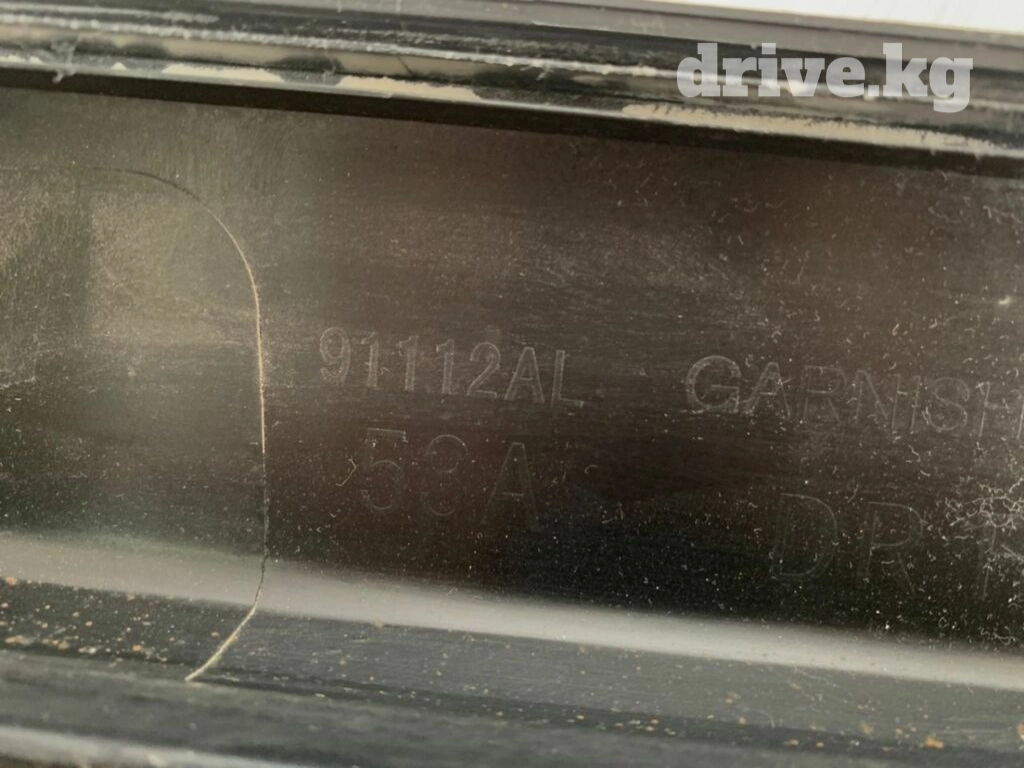 drive.kg
91112AL GARNISH
53A DR